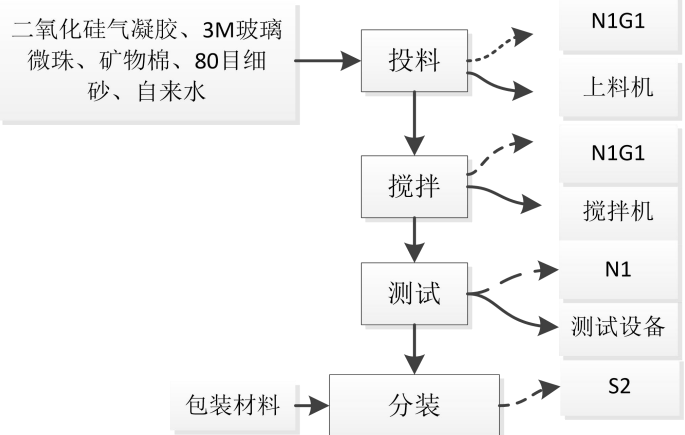 二氧化硅气凝胶、3M玻璃
微珠、矿物棉、80目细
砂、自来水
投料
N1G1
上料机
搅拌
N1G1
搅拌机
测试
N1
测试设备
包装材料
分装
S2